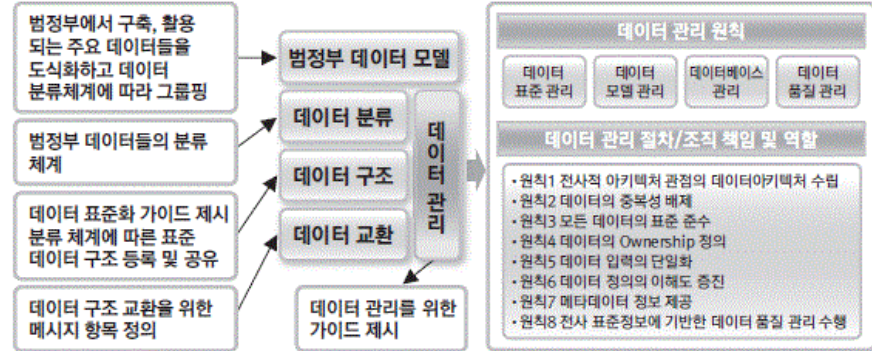 범정부에서 구축, 활용
되는 주요 데이터들을
도식화하고 데이터
분류체계에 따라 그룹핑
범정부 데이터들의 분류
체계
데이터 표준화 가이드 제시
분류 체계에 따른 표준
데이터 구조 등록 및 공유
데이터 구조 교환을 위한
메시지 항목 정의
범정부 데이터 모델
데이터 분류
데이터 구조
데이터 교환
데이터 관리
데이터 관리를 위한
가이드 제시
데이터 관리 원칙
데이터
표준 관리
데이터
모델 관리
데이터베이스
관리
데이터
품질 관리
데이터 관리 절차/조직 책임 및 역할
•원칙1 전사적 아키텍처 관점의 데이터아키텍처 수립
•원칙2 데이터의 중복성 배제
•원칙3 모든 데이터의 표준 준수
•원칙4 데이터의 Ownership 정의
•원칙5 데이터 입력의 단일화
•원칙6 데이터 정의의 이해도 증진
•원칙7 메타데이터 정보 제공
•원칙8 전사 표준정보에 기반한 데이터 품질 관리 수행